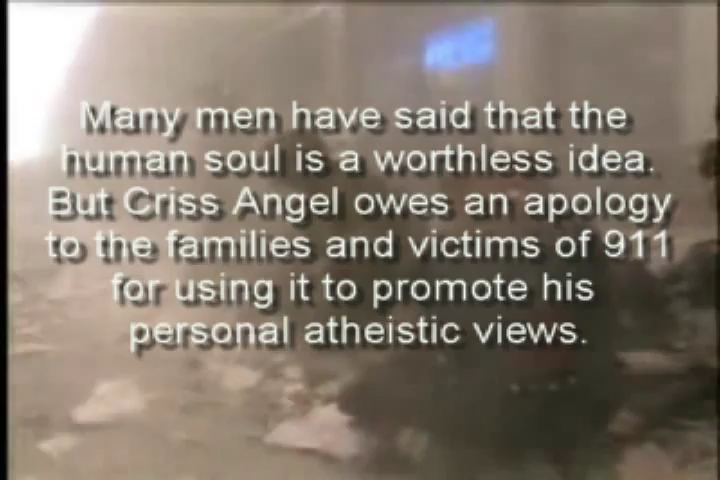 Many men have said that the
human soul is a worthless idea.
But Criss Angel owes an apology
to the families and victims of 911
for using it to promote his
personal atheistic views.